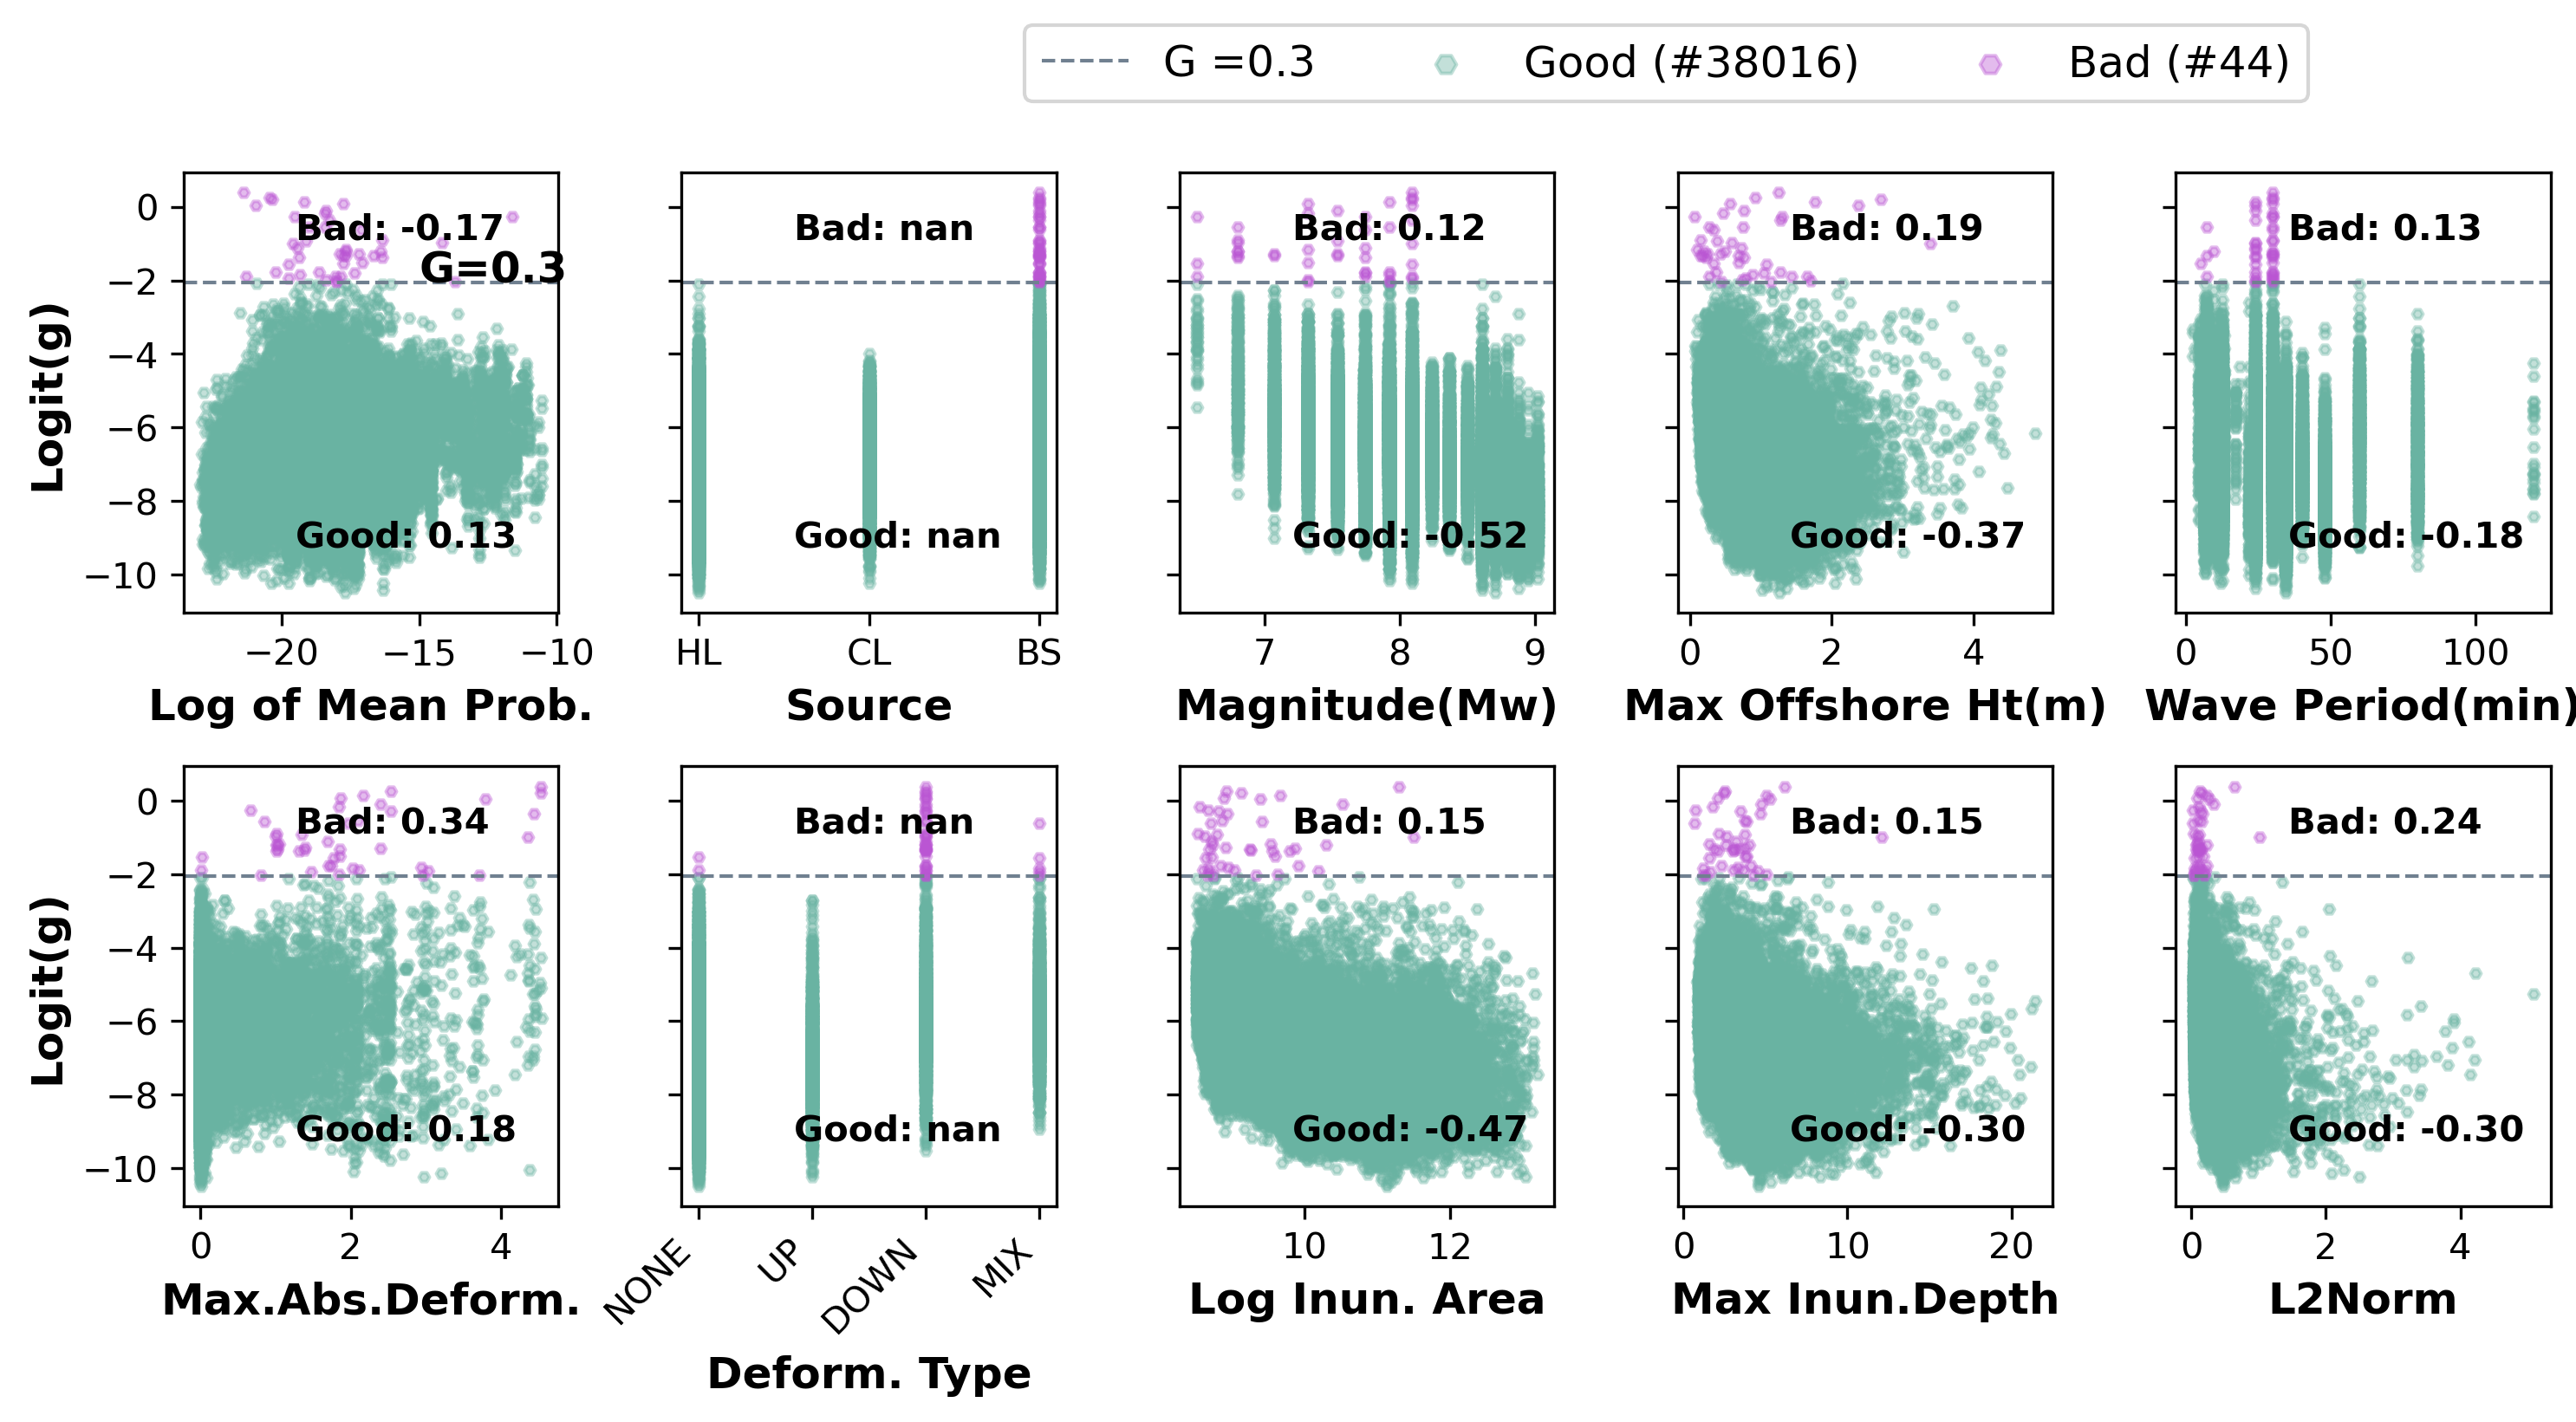 G =0.3 Good (#38016) Bad (#44)
Logit(g)
0
−2
−4
−6
−8
−10
Bad: -0.17
G=0.3
Good: 0.13
−20 −15 −10
Log of Mean Prob.
Bad: nan
Good: nan
HL CL BS
Source
Bad: 0.12
Good: -0.52
7 8 9
Magnitude(Mw)
Bad: 0.19
Good: -0.37
0 2 4
Max Offshore Ht(m)
Bad: 0.13
Good: -0.18
0 50 100
Wave Period(min)
Logit(g)
0
−2
−4
−6
−8
−10
Bad: 0.34
Good: 0.18
0 2 4
Max.Abs.Deform.
Bad: nan
Good: nan
NONE UP DOWN MIX
Deform. Type
Bad: 0.15
Good: -0.47
10 12
Log Inun. Area
Bad: 0.15
Good: -0.30
0 10 20
Max Inun.Depth
Bad: 0.24
Good: -0.30
0 2 4
L2Norm